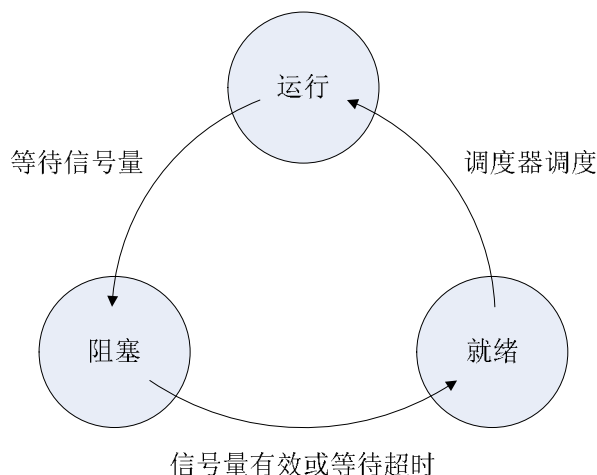 运行
等待信号量
调度器调度
阻塞
就绪
信号量有效或等待超时